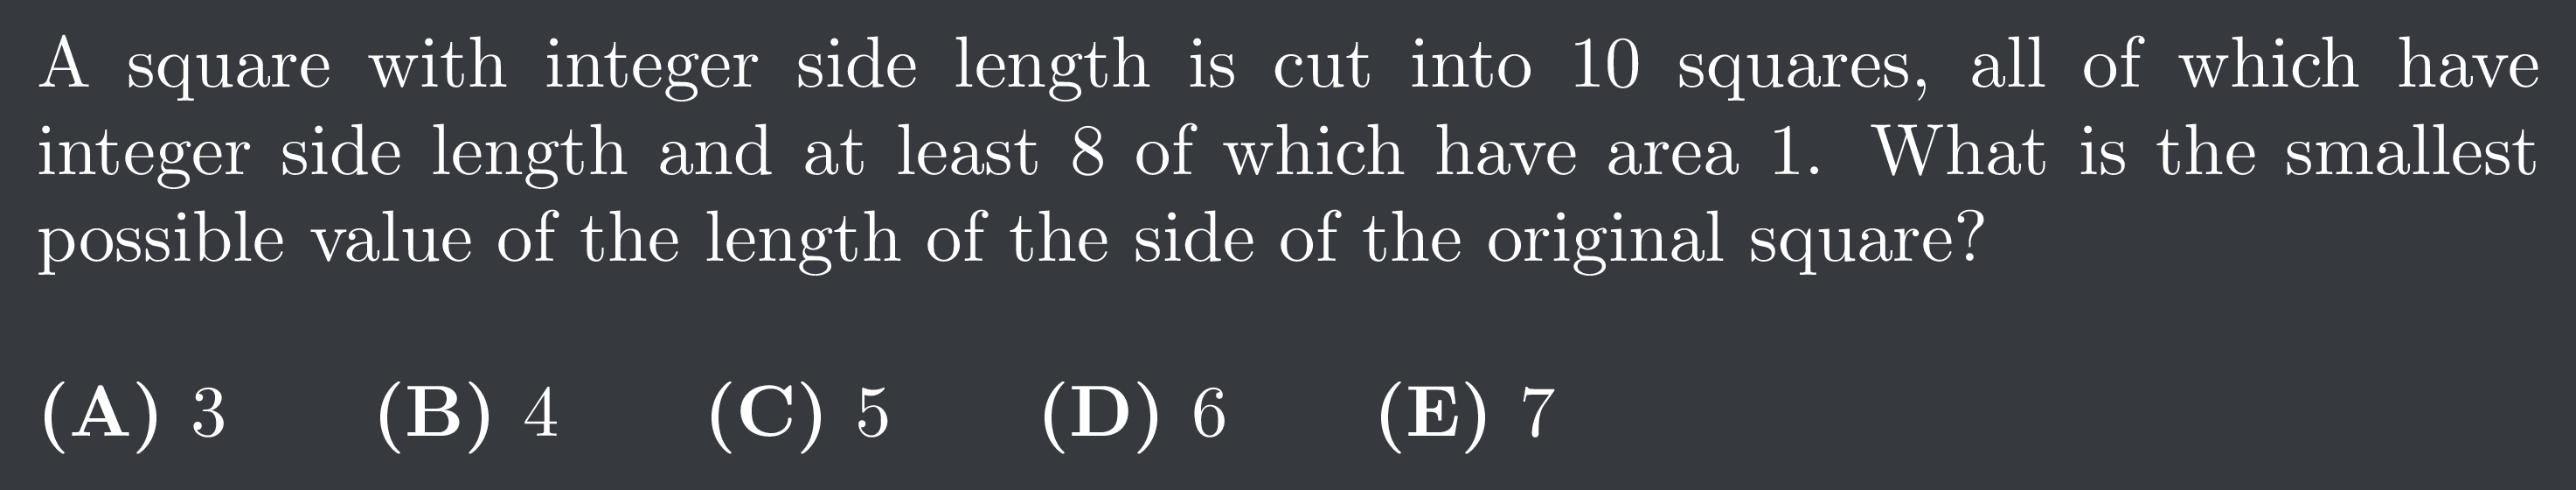 A square with integer side length is cut into 10 squares, all of which have
integer side length and at least 8 of which have area 1. What is the smallest
possible value of the length of the side of the original square?
(A) 3 (B) 4 (C) 5 (D) 6 (E) 7